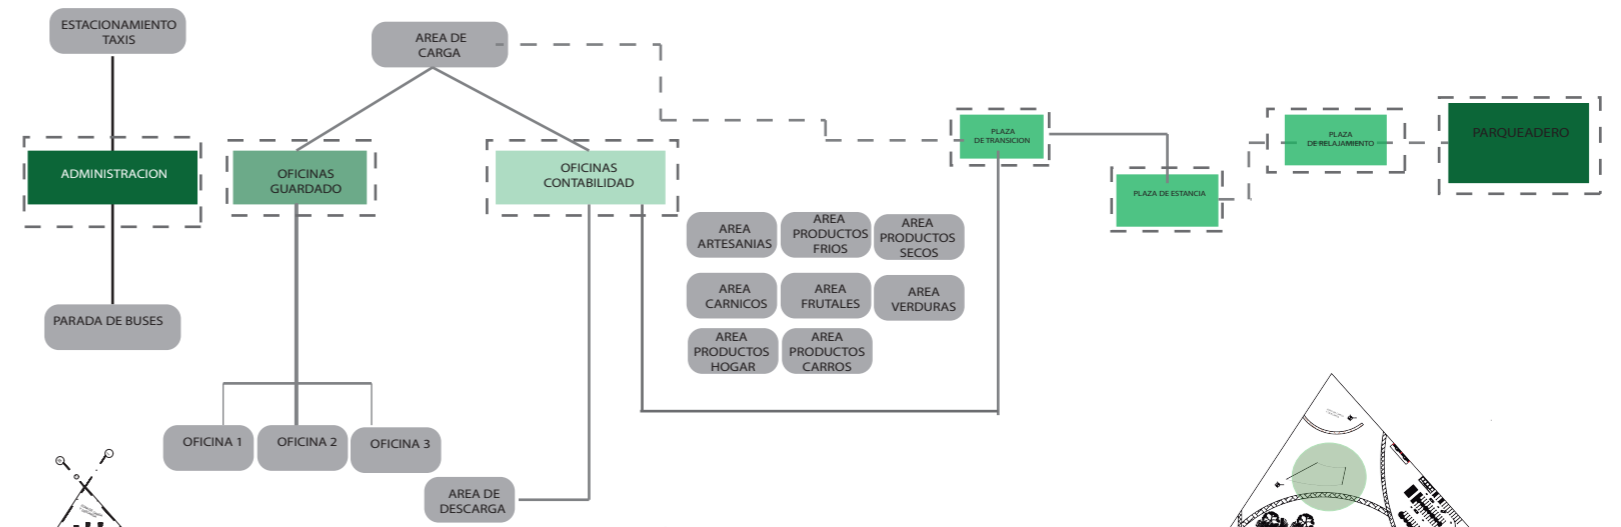 ESTACIONAMIENTO
TAXIS
AREA DE
CARGA
ADMINISTRACION
OFICINAS
GUARDADO
OFICINAS
CONTABILIDAD
PLAZA
DE TRANSICION
PLAZA DE ESTANCIA
PLAZA
DE RELAJAMIENTO
PARQUEADERO
AREA
ARTESANIAS
AREA
PRODUCTOS
FRIOS
AREA
PRODUCTOS
SECOS
AREA
CARNICOS
AREA
FRUTALES
AREA
VERDURAS
AREA
PRODUCTOS
HOGAR
AREA
PRODUCTOS
CARROS
PARADA DE BUSES
OFICINA 1
OFICINA 2
OFICINA 3
AREA DE
DESCARGA